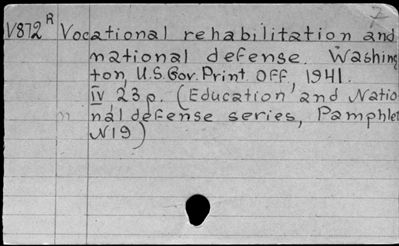 7
V872 R Vocational rehabilitation and
national defense. Washing
ton, U.S. Gov. Print. Off., 1941.
iv 23 p. (Education and Natio
nal defense series, Pamphlet
N19)